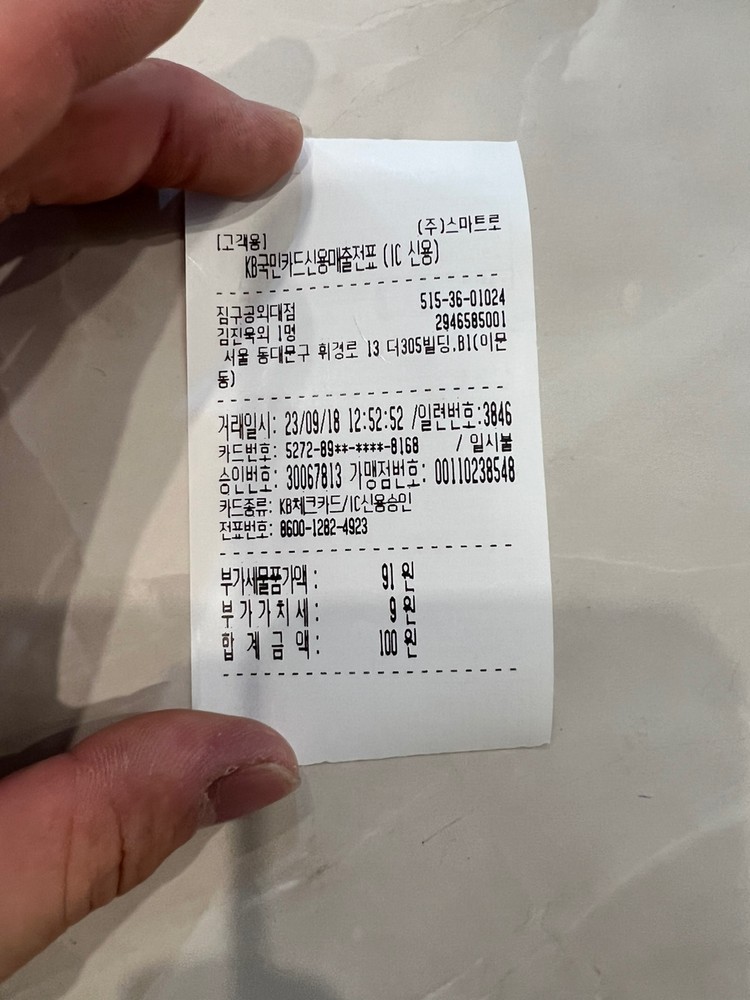 (주)스마트로
[고객용]
KB국민카드신용매출전표(IC 신용)
짐구공외대점 515-36-01024
김진욱외 1명 2946585001
서울 동대문구 휘경로 13 더305빌딩.B1(이문
동)
거래일시: 23/09/18 12:52:52 /일련번호:3846
카드번호: 5272-89**-****-8168 / 일시불
승인번호: 30067813 가맹점번호: 00110238548
카드종류: KB체크카드/IC신용승인
전표번호: 8600-1282-4923
부가세물품가액: 91 원
부 가 가 치 세: 9 원
합 계 금 액: 100 원